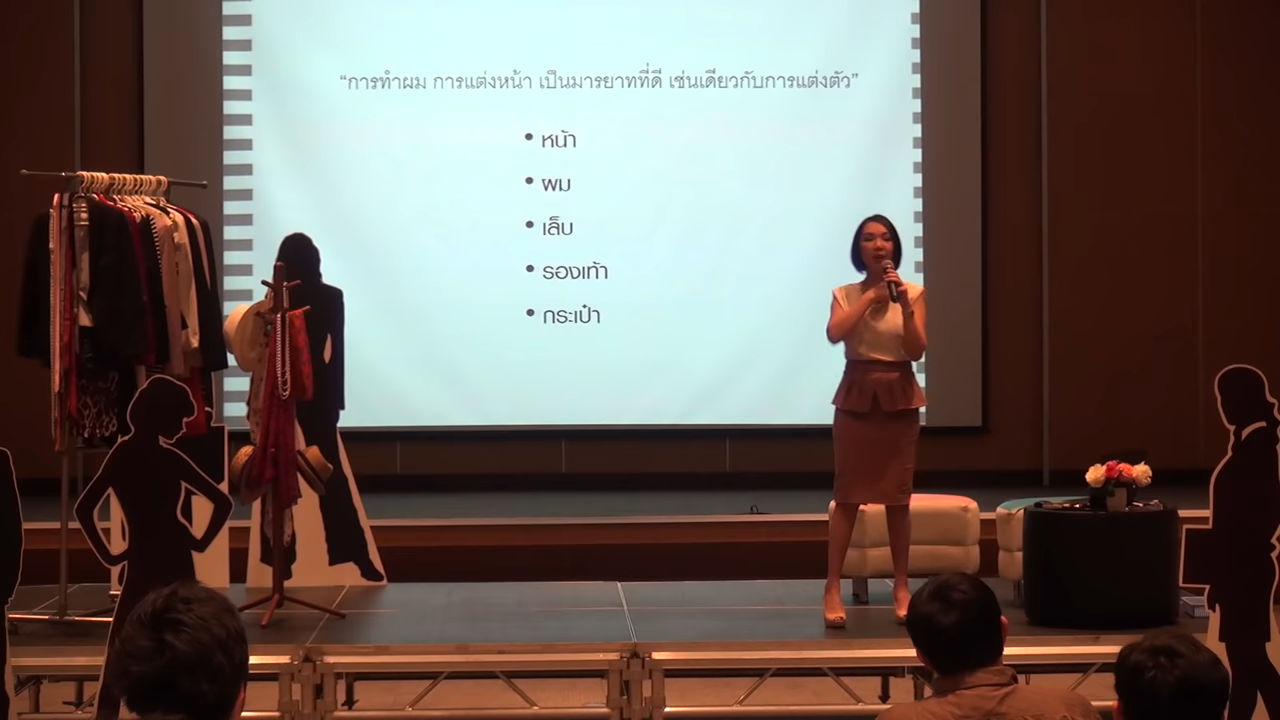 “การทำผม การแต่งหน้า เป็นมารยาทที่ดี เช่นเดียวกับการแต่งตัว”
• หน้า
• ผม
• เล็บ
• รองเท้า
• กระเป๋า